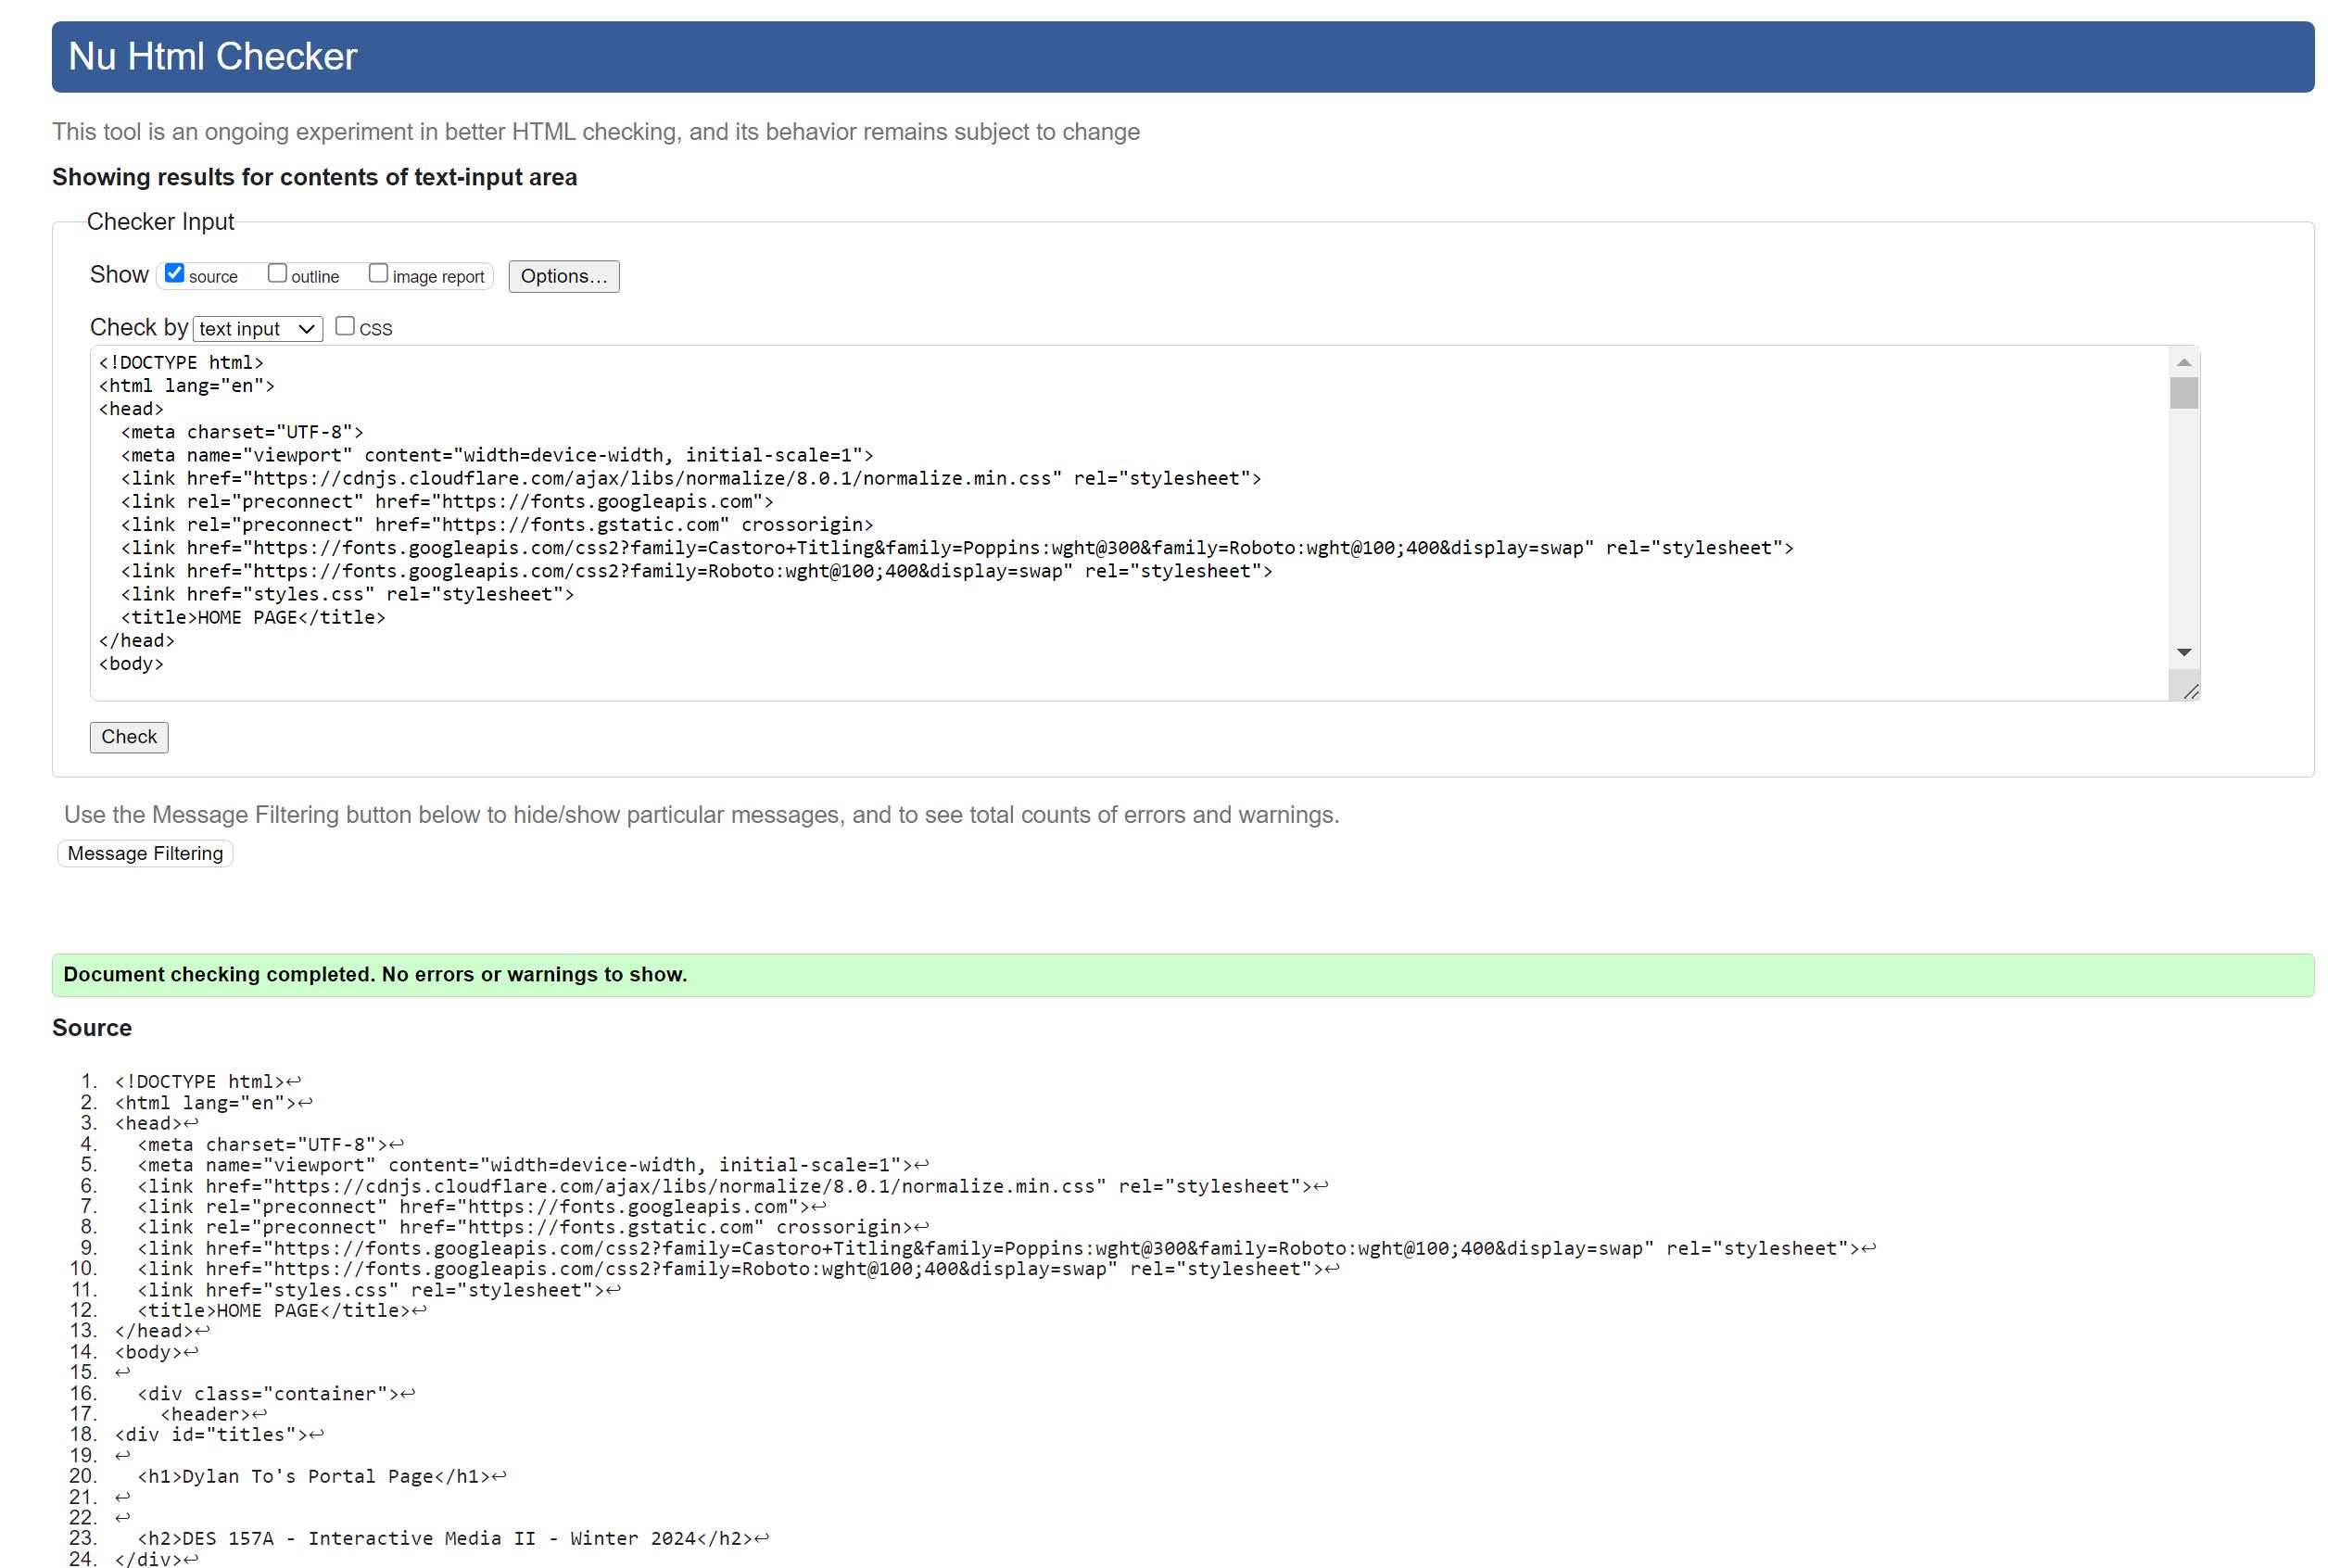 Nu Html Checker
This tool is an ongoing experiment in better HTML checking, and its behavior remains subject to change
Showing results for contents of text-input area
Checker Input
Show source outline image report Options…
Check by text input CSS
<!DOCTYPE html>
<html lang="en">
<head>
  <meta charset="UTF-8">
  <meta name="viewport" content="width=device-width, initial-scale=1">
  <link href="https://cdnjs.cloudflare.com/ajax/libs/normalize/8.0.1/normalize.min.css" rel="stylesheet">
  <link rel="preconnect" href="https://fonts.googleapis.com">
  <link rel="preconnect" href="https://fonts.gstatic.com" crossorigin>
  <link href="https://fonts.googleapis.com/css2?family=Castoro+Titling&family=Poppins:wght@300&family=Roboto:wght@100;400&display=swap" rel="stylesheet">
  <link href="https://fonts.googleapis.com/css2?family=Roboto:wght@100;400&display=swap" rel="stylesheet">
  <link href="styles.css" rel="stylesheet">
  <title>HOME PAGE</title>
</head>
<body>
Check
Use the Message Filtering button below to hide/show particular messages, and to see total counts of errors and warnings.
Message Filtering
Document checking completed. No errors or warnings to show.
Source
1. <!DOCTYPE html>↩
2. <html lang="en">↩
3. <head>↩
4.   <meta charset="UTF-8">↩
5.   <meta name="viewport" content="width=device-width, initial-scale=1">↩
6.   <link href="https://cdnjs.cloudflare.com/ajax/libs/normalize/8.0.1/normalize.min.css" rel="stylesheet">↩
7.   <link rel="preconnect" href="https://fonts.googleapis.com">↩
8.   <link rel="preconnect" href="https://fonts.gstatic.com" crossorigin>↩
9.   <link href="https://fonts.googleapis.com/css2?family=Castoro+Titling&family=Poppins:wght@300&family=Roboto:wght@100;400&display=swap" rel="stylesheet">↩
10.   <link href="https://fonts.googleapis.com/css2?family=Roboto:wght@100;400&display=swap" rel="stylesheet">↩
11.   <link href="styles.css" rel="stylesheet">↩
12.   <title>HOME PAGE</title>↩
13. </head>↩
14. <body>↩
15. ↩
16.   <div class="container">↩
17.     <header>↩
18. <div id="titles">↩
19. ↩
20.   <h1>Dylan To's Portal Page</h1>↩
21. ↩
22. ↩
23.   <h2>DES 157A - Interactive Media II - Winter 2024</h2>↩
24. </div>↩